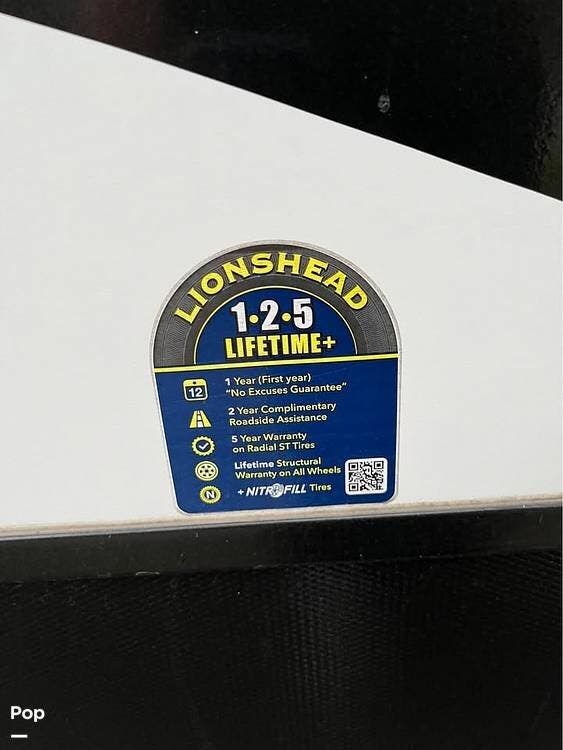 LIONSHEAD
1•2•5
LIFETIME+
12
1 Year (First year)
"No Excuses Guarantee"
2 Year Complimentary
Roadside Assistance
5 Year Warranty
on Radial ST Tires
Lifetime Structural
Warranty on All Wheels
N
+ NITROFILL Tires
Pop